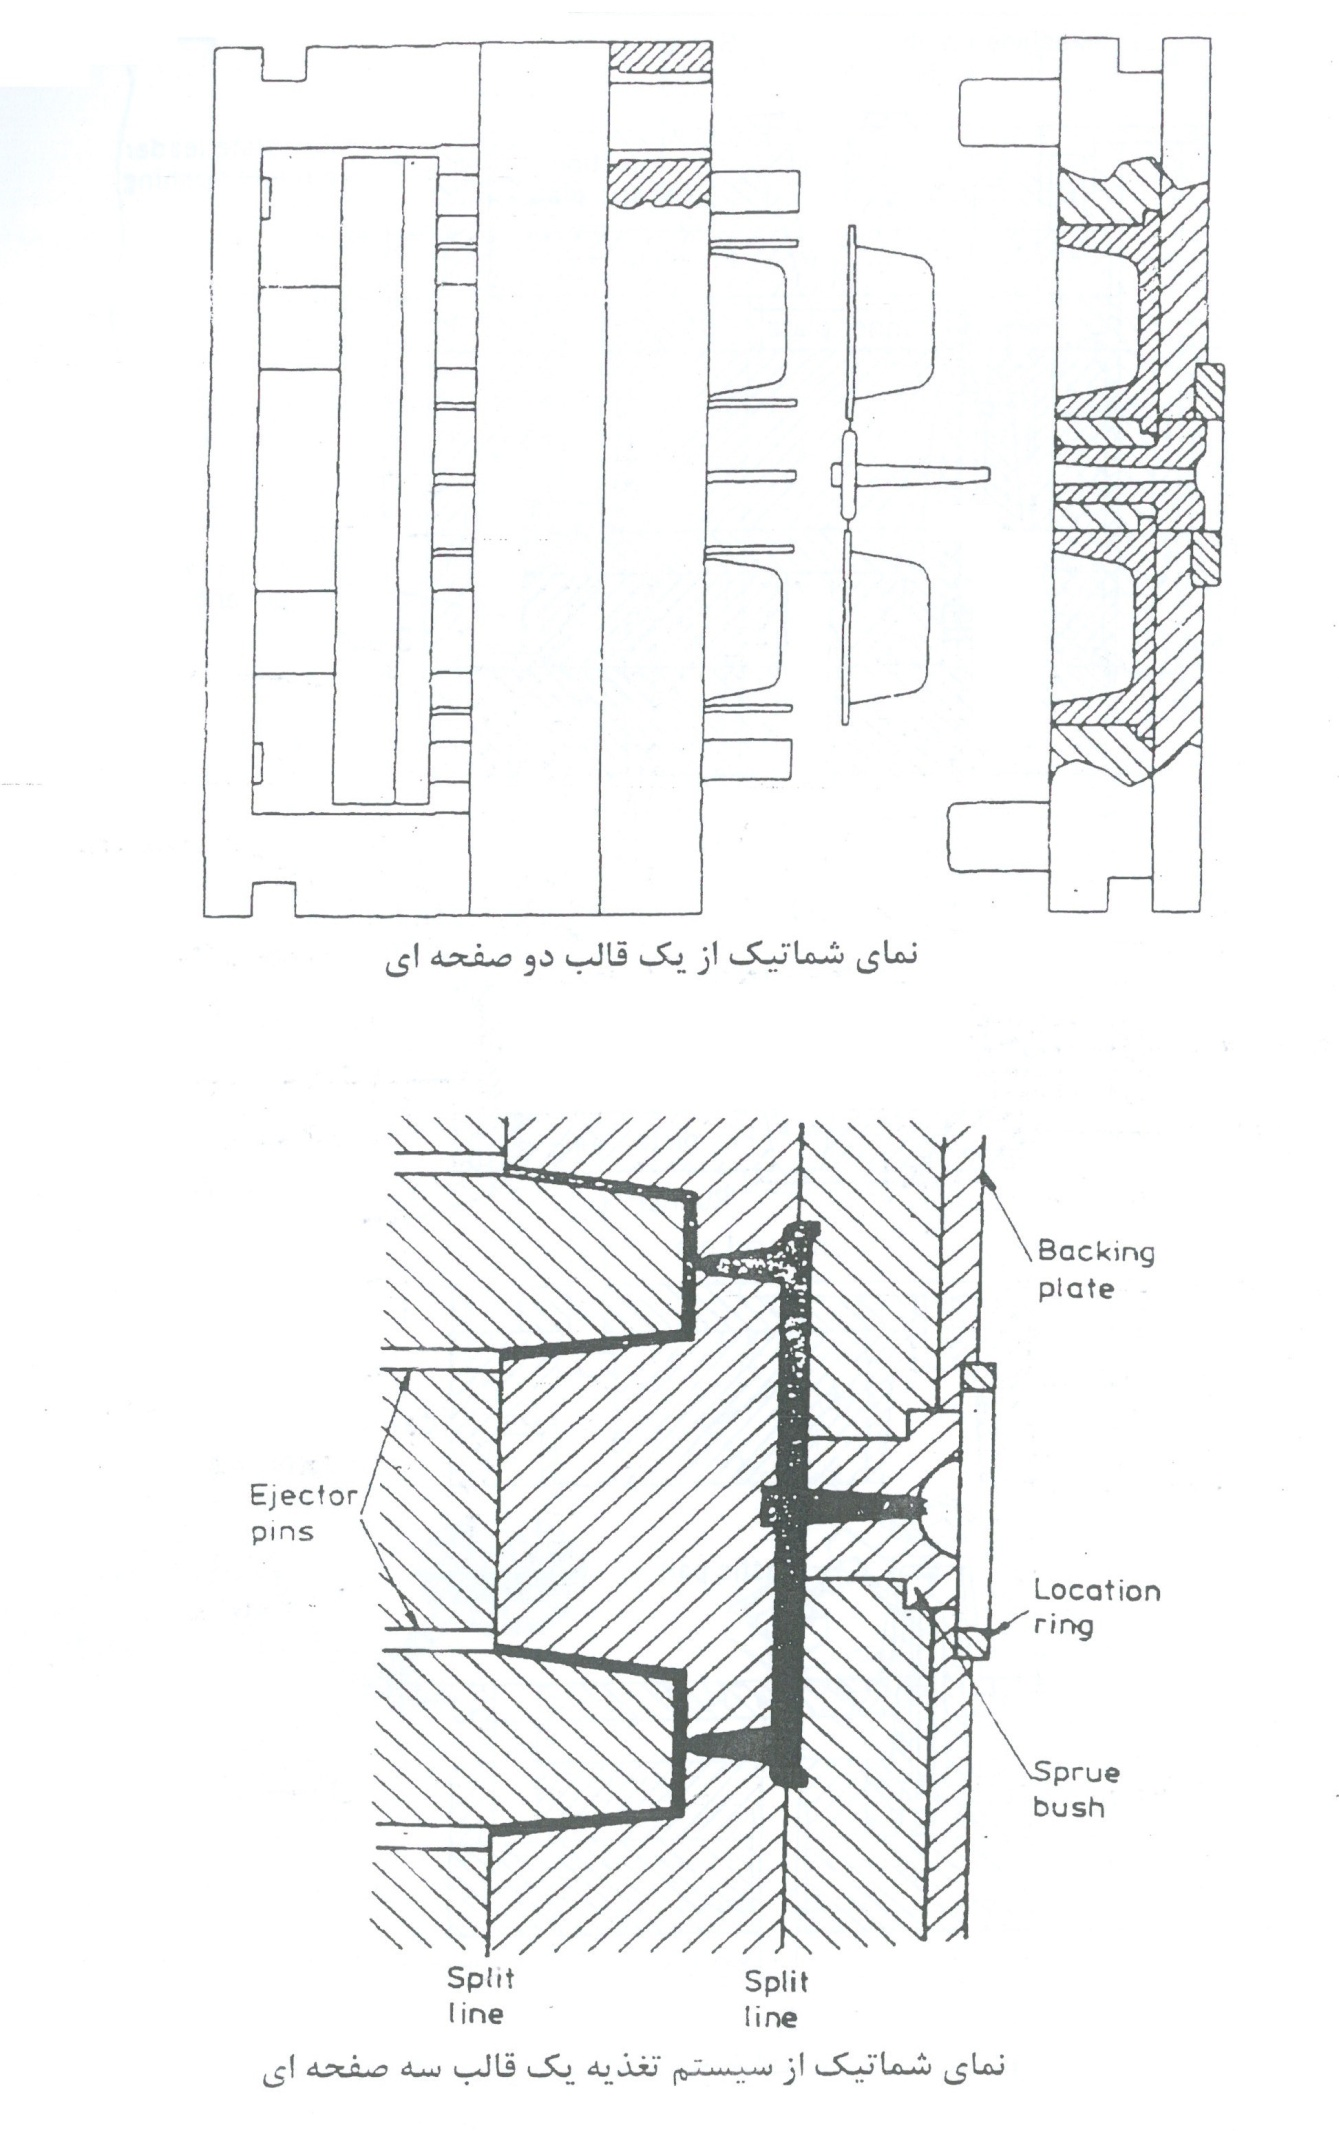 نمای شماتیک از یک قالب دو صفحه ای
Backing
plate
Ejector
pins
Location
ring
Sprue
bush
Split
line
Split
line
نمای شماتیک از سیستم تغذیه یک قالب سه صفحه ای